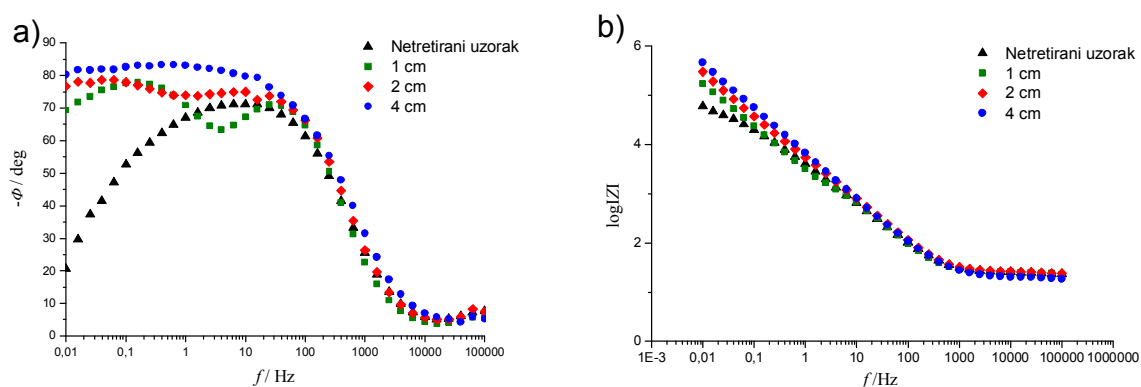 a)
Netretirani uzorak
1 cm
2 cm
4 cm
90
80
70
60
50
40
30
20
10
0
-Φ / deg
0,01 0,1 1 10 100 1000 10000 100000
f / Hz
b)
Netretirani uzorak
1 cm
2 cm
4 cm
6
4
2
0
logIZI
1E-3 0,01 0,1 1 10 100 1000 10000 100000 1000000
f /Hz